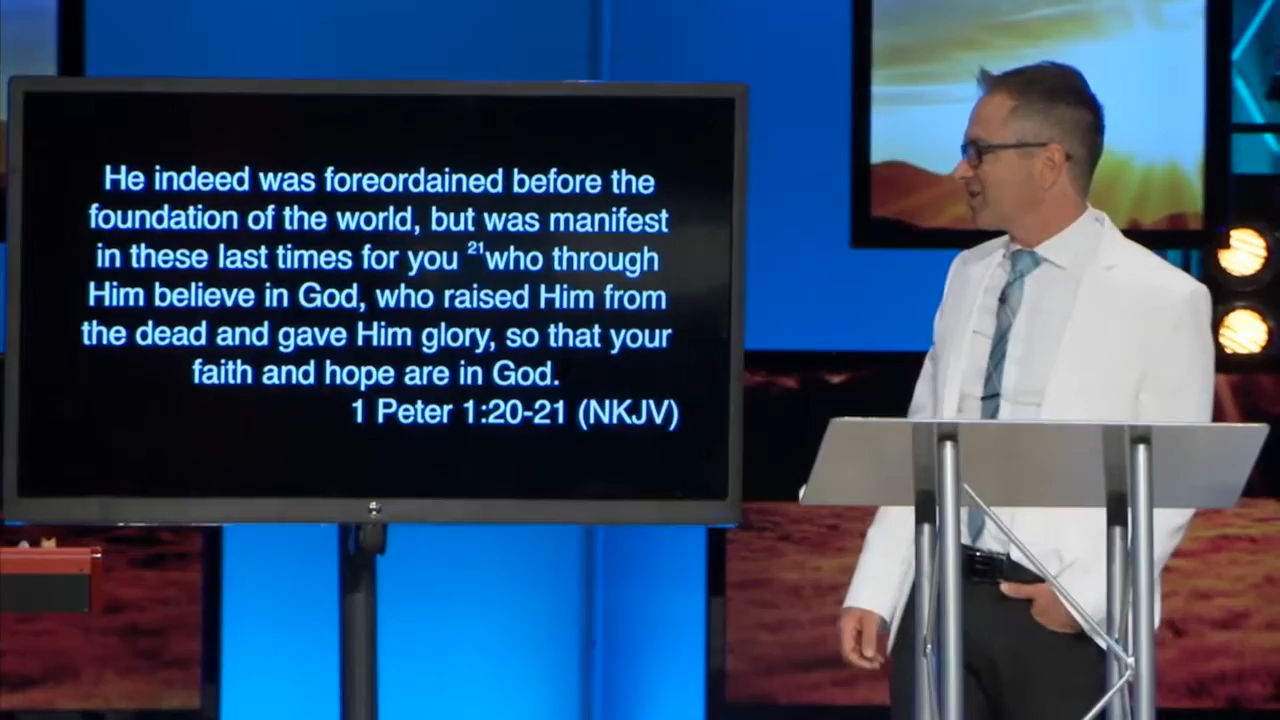 He indeed was foreordained before the
foundation of the world, but was manifest
in these last times for you ²¹who through
Him believe in God, who raised Him from
the dead and gave Him glory, so that your
faith and hope are in God.
1 Peter 1:20-21 (NKJV)